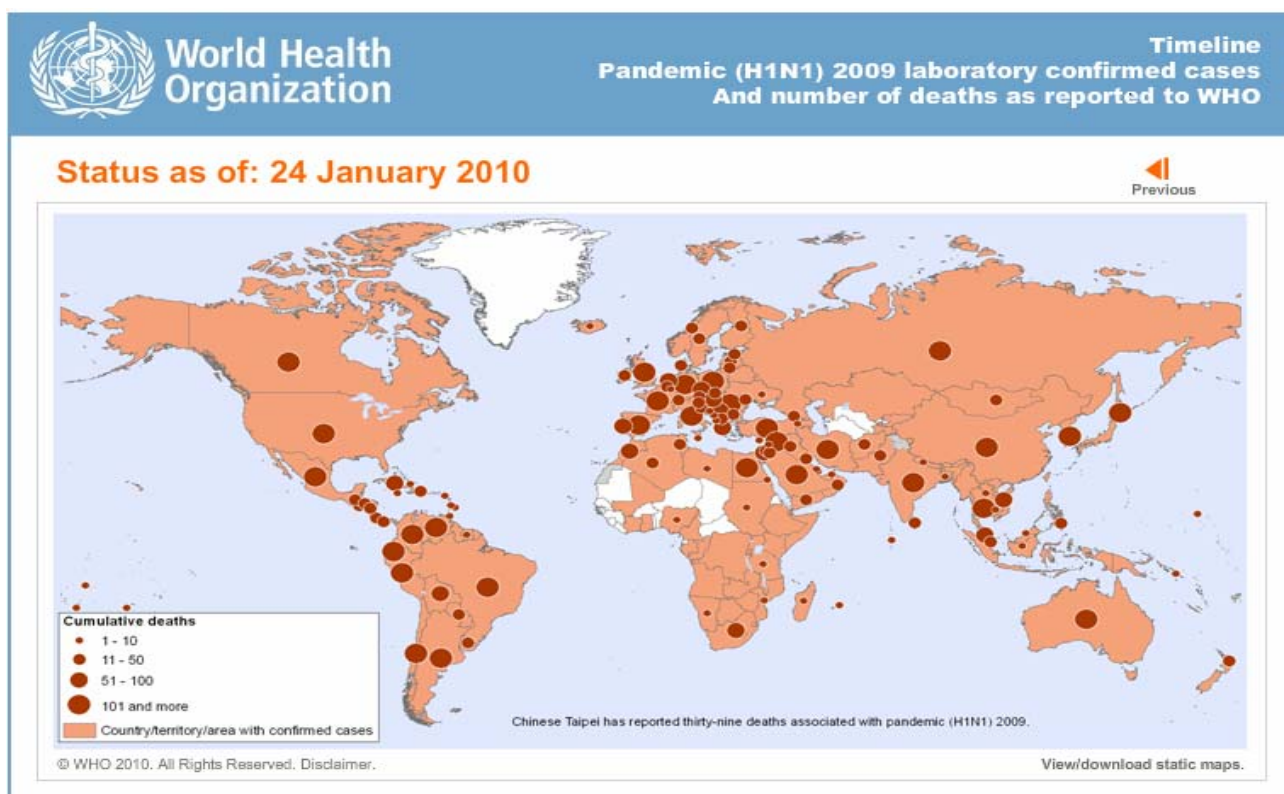 World Health
Organization
Timeline
Pandemic (H1N1) 2009 laboratory confirmed cases
And number of deaths as reported to WHO
Status as of: 24 January 2010
Previous
Cumulative deaths
1 - 10
11 - 50
51 - 100
101 and more
Country/territory/area with confirmed cases
Chinese Taipei has reported thirty-nine deaths associated with pandemic (H1N1) 2009.
© WHO 2010. All Rights Reserved. Disclaimer.
View/download static maps.